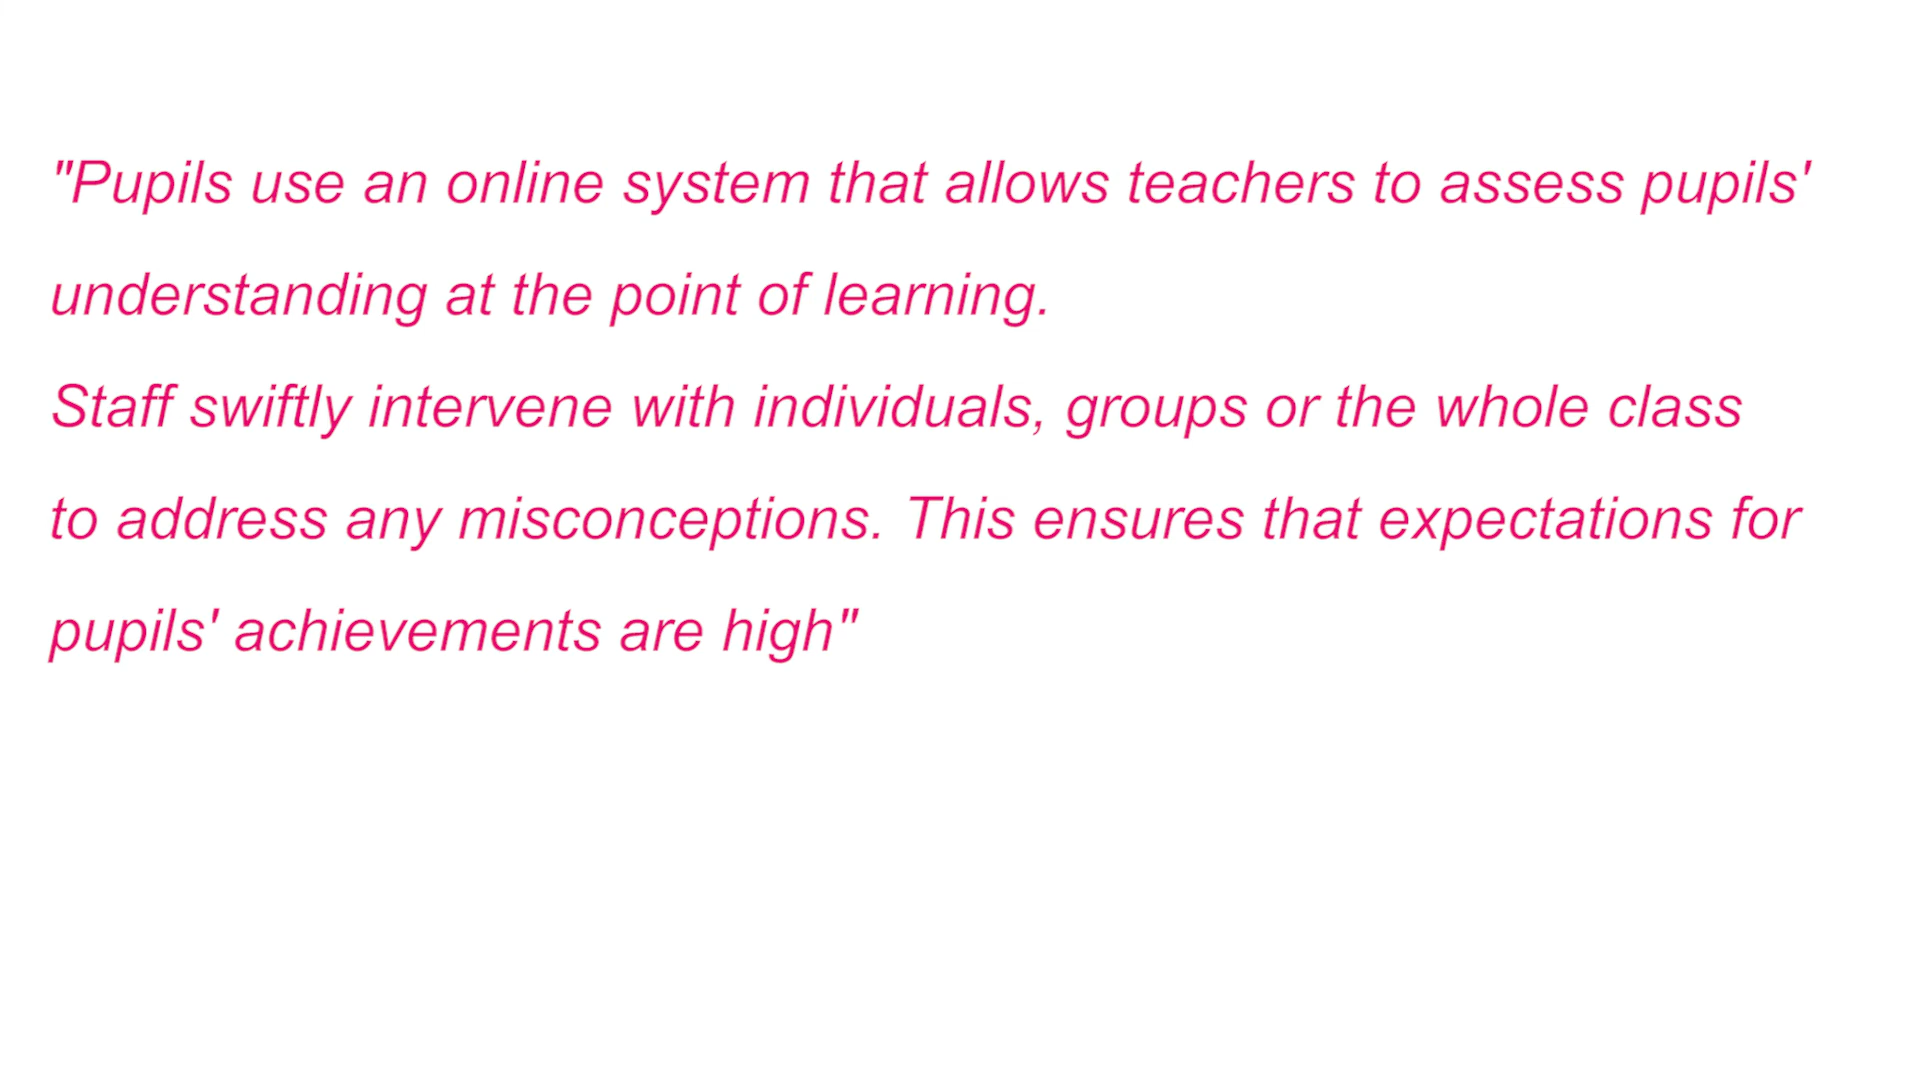 "Pupils use an online system that allows teachers to assess pupils'
understanding at the point of learning.
Staff swiftly intervene with individuals, groups or the whole class
to address any misconceptions. This ensures that expectations for
pupils' achievements are high"